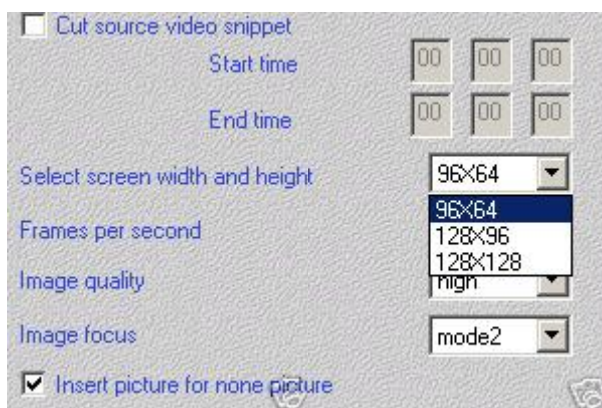 Cut source video snippet
Start time 00 00 00
End time 00 00 00
Select screen width and height 96X64
96X64
Frames per second 128X96
128X128
Image quality high
Image focus mode2
Insert picture for none picture